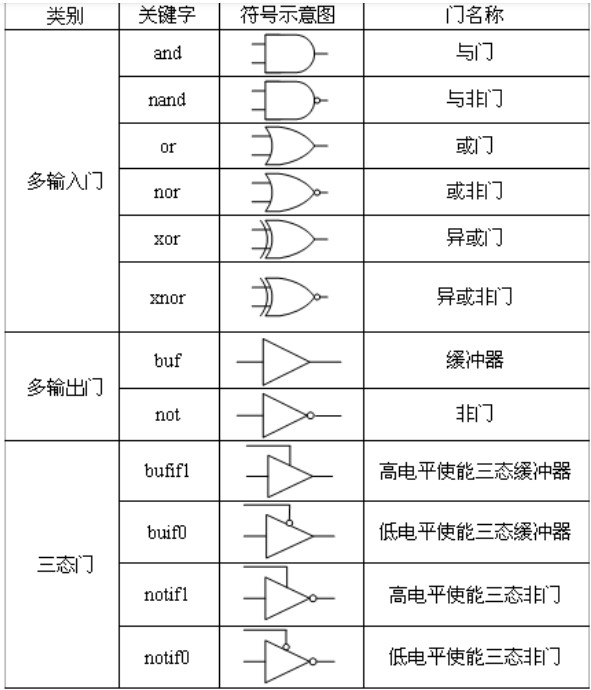 类别 关键字 符号示意图 门名称
多输入门
and 与门
nand 与非门
or 或门
nor 或非门
xor 异或门
xnor 异或非门
多输出门
buf 缓冲器
not 非门
三态门
bufif1 高电平使能三态缓冲器
buif0 低电平使能三态缓冲器
notif1 高电平使能三态非门
notif0 低电平使能三态非门